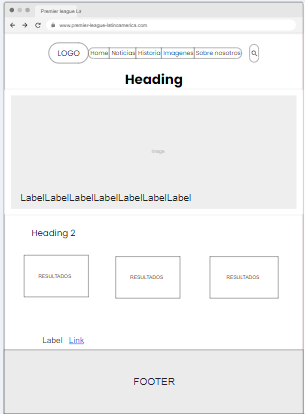 Premier league LA
www.premier-league-latinoamerica.com
LOGO Home Noticias Historia Imagenes Sobre nosotros
Heading
Image
LabelLabelLabelLabelLabelLabelLabel
Heading 2
RESULTADOS RESULTADOS RESULTADOS
Label Link
FOOTER